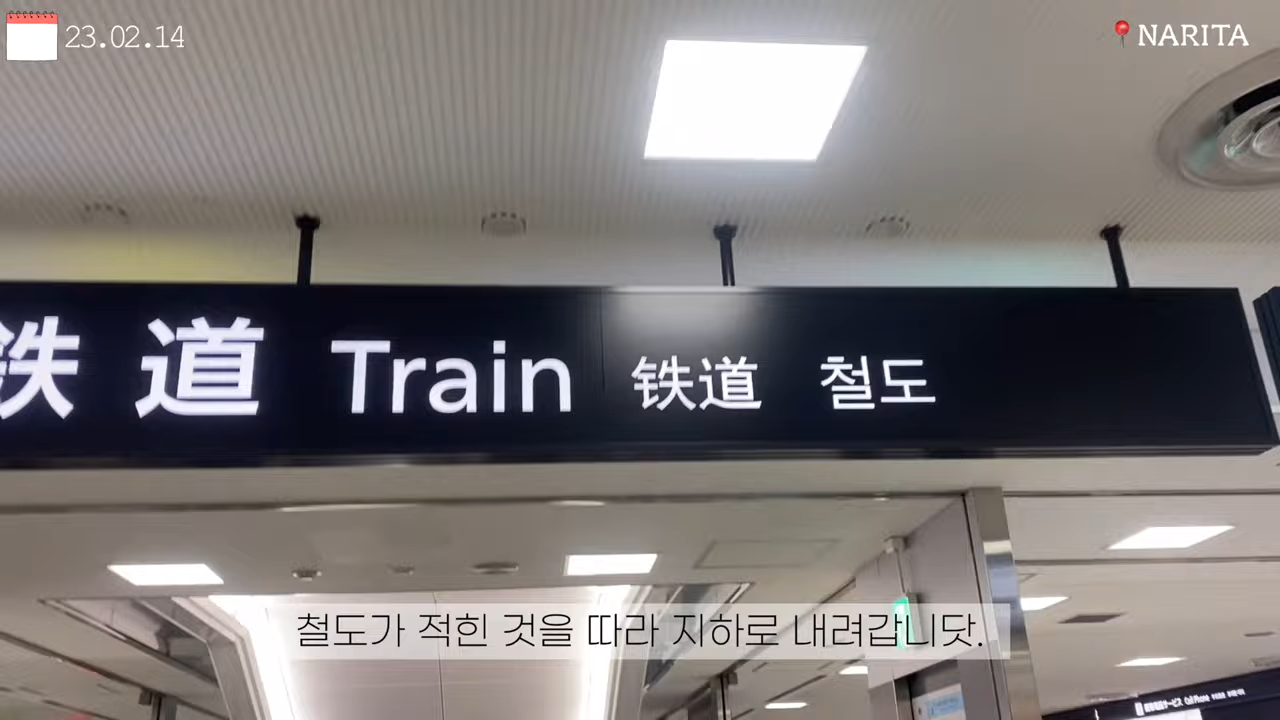 23.02.14
NARITA
鉄道 Train 铁道 철도
철도가 적힌 것을 따라 지하로 내려갑니닷.